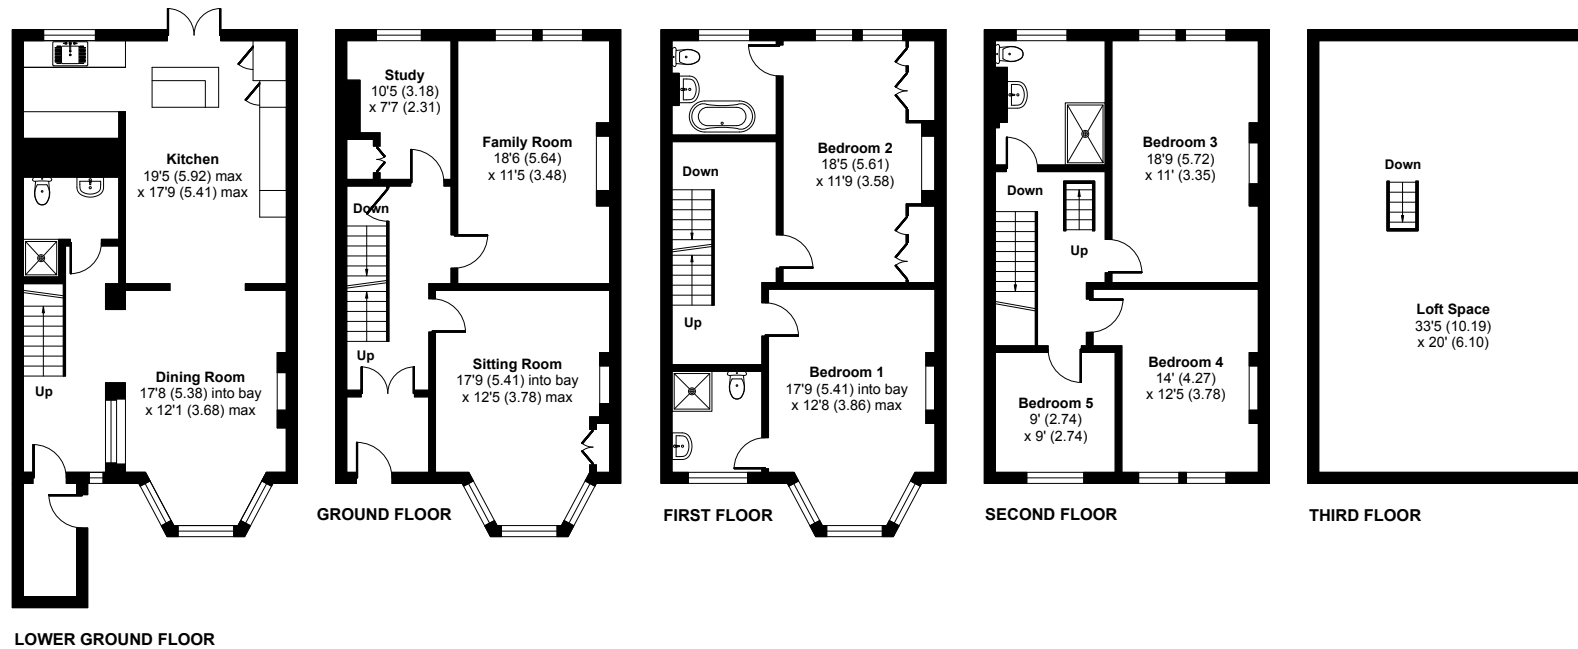 Kitchen
19'5 (5.92) max
x 17'9 (5.41) max
Dining Room
17'8 (5.38) into bay
x 12'1 (3.68) max
Up
LOWER GROUND FLOOR
Study
10'5 (3.18)
x 7'7 (2.31)
Family Room
18'6 (5.64)
x 11'5 (3.48)
Down
Up
Sitting Room
17'9 (5.41) into bay
x 12'5 (3.78) max
GROUND FLOOR
Bedroom 2
18'5 (5.61)
x 11'9 (3.58)
Down
Up
Bedroom 1
17'9 (5.41) into bay
x 12'8 (3.86) max
FIRST FLOOR
Bedroom 3
18'9 (5.72)
x 11' (3.35)
Down
Up
Bedroom 4
14' (4.27)
x 12'5 (3.78)
Bedroom 5
9' (2.74)
x 9' (2.74)
SECOND FLOOR
Down
Loft Space
33'5 (10.19)
x 20' (6.10)
THIRD FLOOR